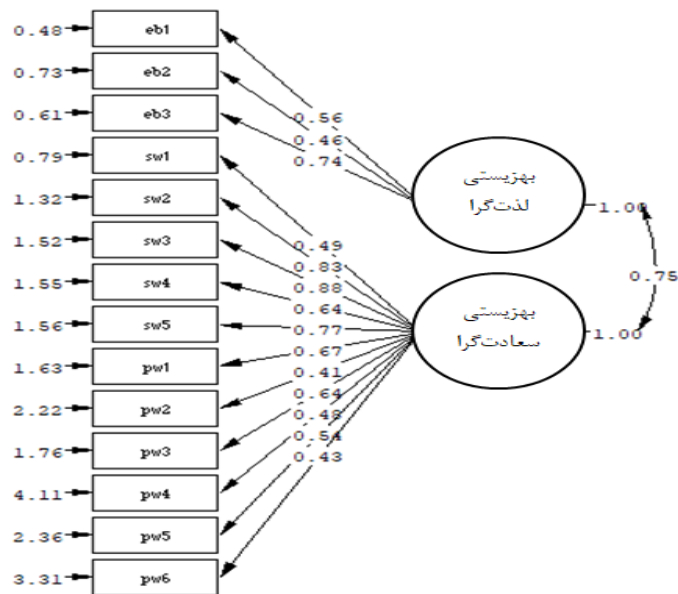 0.48 eb1
0.73 eb2
0.61 eb3
0.79 sw1
1.32 sw2
1.52 sw3
1.55 sw4
1.56 sw5
1.63 pw1
2.22 pw2
1.76 pw3
4.11 pw4
2.36 pw5
3.31 pw6
0.56
0.46
0.74
0.49
0.83
0.88
0.64
0.77
0.67
0.41
0.64
0.48
0.54
0.43
بهزیستی
لذت‌گرا
1.00
بهزیستی
سعادت‌گرا
1.00
0.75